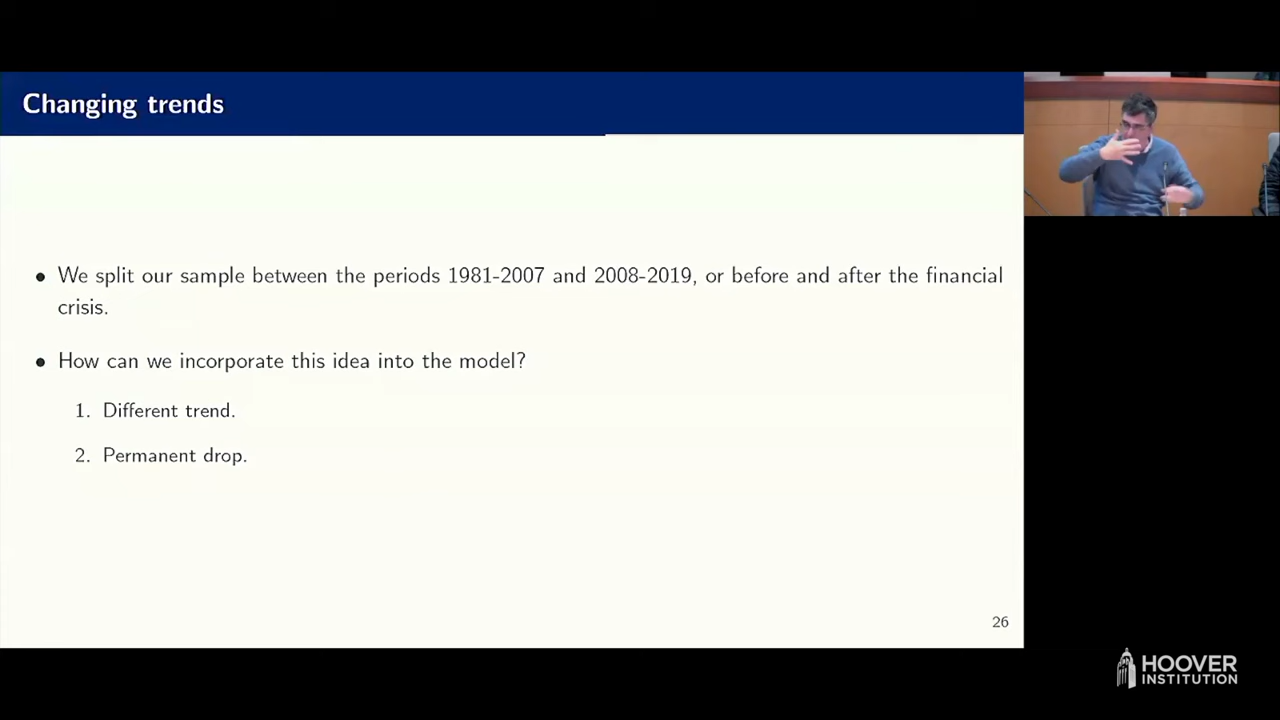 Changing trends
• We split our sample between the periods 1981-2007 and 2008-2019, or before and after the financial
crisis.
• How can we incorporate this idea into the model?
1. Different trend.
2. Permanent drop.
26
HOOVER
INSTITUTION